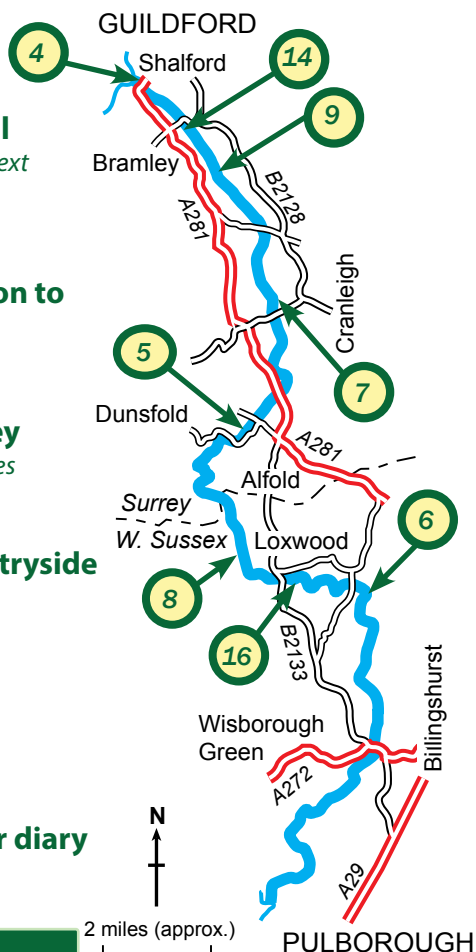 GUILDFORD
4
Shalford
14
9
l
ext
Bramley
B2128
A281
on to
Cranleigh
5
7
Dunsfold
ey
es
A281
Alfold
Surrey
6
W. Sussex
Loxwood
tryside
8
16
B2133
Wisborough
Green
Billingshurst
A272
r diary
N
A29
2 miles (approx.)
PULBOROUGH